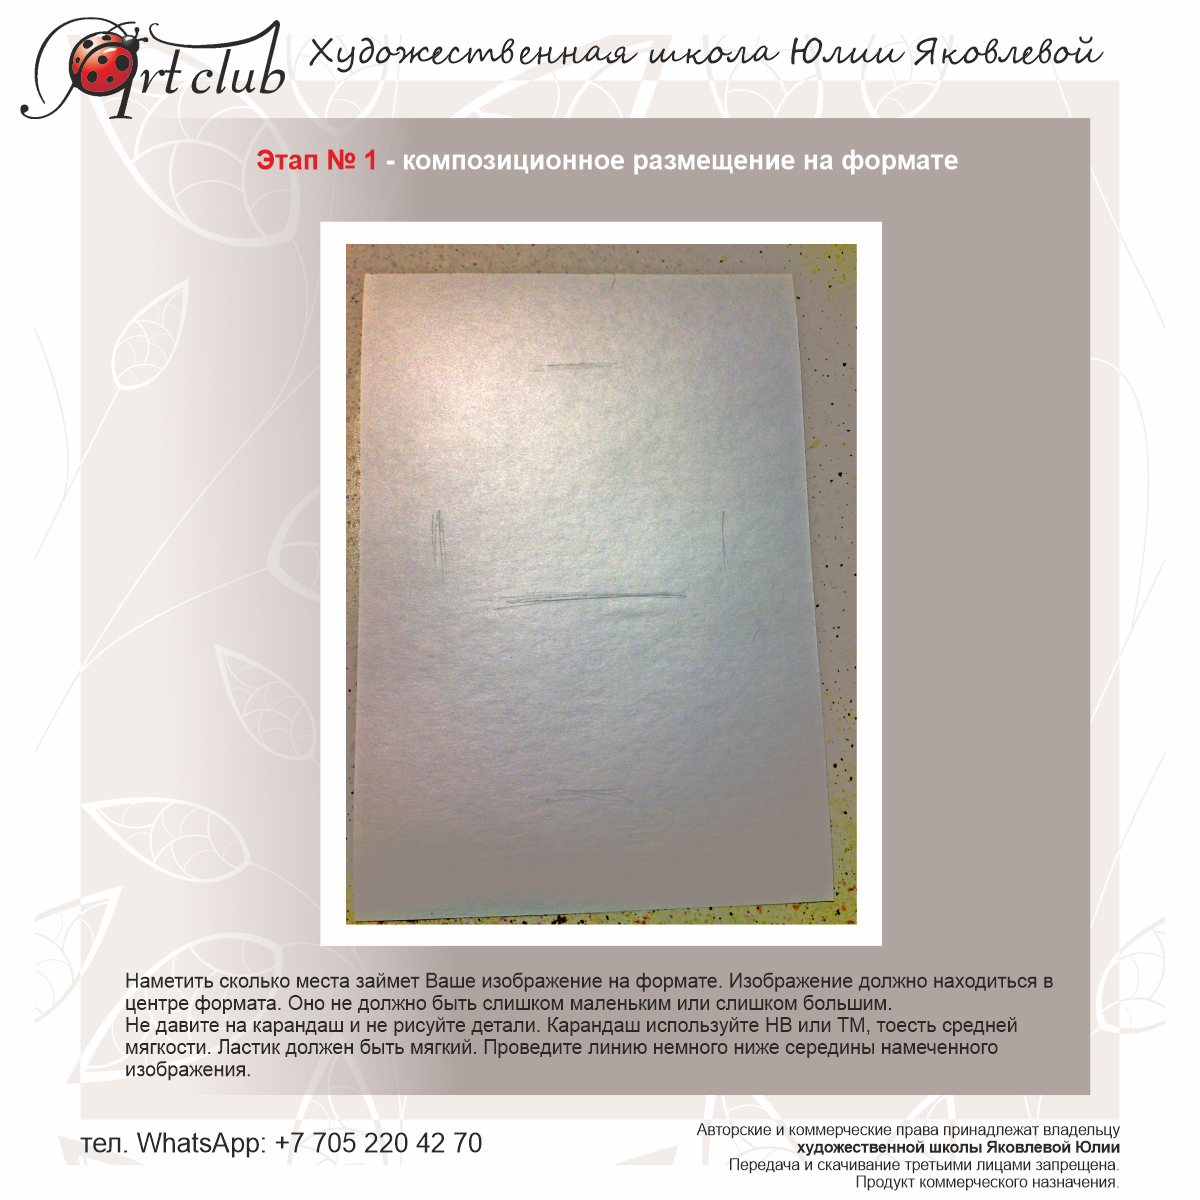 Art club
Художественная школа Юлии Яковлевой
Этап № 1 - композиционное размещение на формате
Наметить сколько места займет Ваше изображение на формате. Изображение должно находиться в
центре формата. Оно не должно быть слишком маленьким или слишком большим.
Не давите на карандаш и не рисуйте детали. Карандаш используйте НВ или ТМ, тоесть средней
мягкости. Ластик должен быть мягкий. Проведите линию немного ниже середины намеченного
изображения.
тел. WhatsApp: +7 705 220 42 70
Авторские и коммерческие права принадлежат владельцу
художественной школы Яковлевой Юлии
Передача и скачивание третьими лицами запрещена.
Продукт коммерческого назначения.